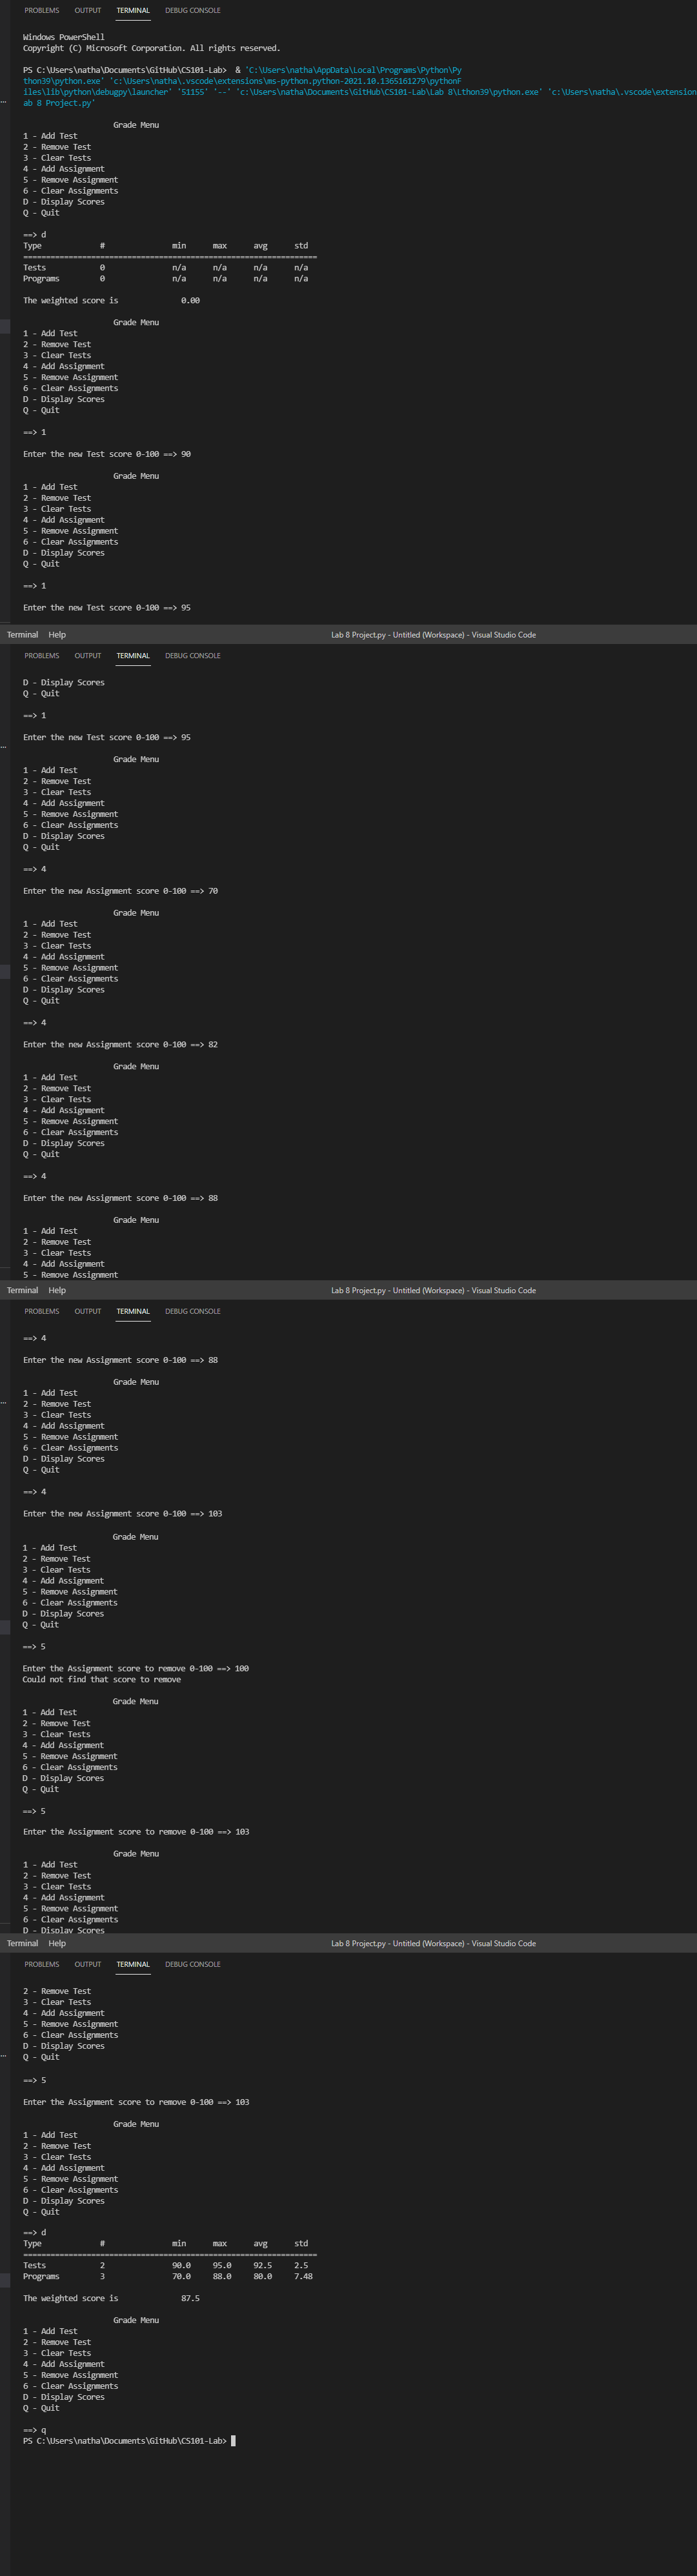 PROBLEMS OUTPUT TERMINAL DEBUG CONSOLE
Windows PowerShell
Copyright (C) Microsoft Corporation. All rights reserved.
PS C:\Users\natha\Documents\GitHub\CS101-Lab> & 'C:\Users\natha\AppData\Local\Programs\Python\Py
thon39\python.exe' 'c:\Users\natha\.vscode\extensions\ms-python.python-2021.10.1365161279\pythonF
iles\lib\python\debugpy\launcher' '51155' '--' 'c:\Users\natha\Documents\GitHub\CS101-Lab\Lab 8\Lthon39\python.exe' 'c:\Users\natha\.vscode\extension
ab 8 Project.py'
Grade Menu
1 - Add Test
2 - Remove Test
3 - Clear Tests
4 - Add Assignment
5 - Remove Assignment
6 - Clear Assignments
D - Display Scores
Q - Quit
==> d
Type # min max avg std
=================================================================
Tests 0 n/a n/a n/a n/a
Programs 0 n/a n/a n/a n/a
The weighted score is 0.00
Grade Menu
1 - Add Test
2 - Remove Test
3 - Clear Tests
4 - Add Assignment
5 - Remove Assignment
6 - Clear Assignments
D - Display Scores
Q - Quit
==> 1
Enter the new Test score 0-100 ==> 90
Grade Menu
1 - Add Test
2 - Remove Test
3 - Clear Tests
4 - Add Assignment
5 - Remove Assignment
6 - Clear Assignments
D - Display Scores
Q - Quit
==> 1
Enter the new Test score 0-100 ==> 95
Terminal Help Lab 8 Project.py - Untitled (Workspace) - Visual Studio Code
PROBLEMS OUTPUT TERMINAL DEBUG CONSOLE
D - Display Scores
Q - Quit
==> 1
Enter the new Test score 0-100 ==> 95
Grade Menu
1 - Add Test
2 - Remove Test
3 - Clear Tests
4 - Add Assignment
5 - Remove Assignment
6 - Clear Assignments
D - Display Scores
Q - Quit
==> 4
Enter the new Assignment score 0-100 ==> 70
Grade Menu
1 - Add Test
2 - Remove Test
3 - Clear Tests
4 - Add Assignment
5 - Remove Assignment
6 - Clear Assignments
D - Display Scores
Q - Quit
==> 4
Enter the new Assignment score 0-100 ==> 82
Grade Menu
1 - Add Test
2 - Remove Test
3 - Clear Tests
4 - Add Assignment
5 - Remove Assignment
6 - Clear Assignments
D - Display Scores
Q - Quit
==> 4
Enter the new Assignment score 0-100 ==> 88
Grade Menu
1 - Add Test
2 - Remove Test
3 - Clear Tests
4 - Add Assignment
5 - Remove Assignment
Terminal Help Lab 8 Project.py - Untitled (Workspace) - Visual Studio Code
PROBLEMS OUTPUT TERMINAL DEBUG CONSOLE
==> 4
Enter the new Assignment score 0-100 ==> 88
Grade Menu
1 - Add Test
2 - Remove Test
3 - Clear Tests
4 - Add Assignment
5 - Remove Assignment
6 - Clear Assignments
D - Display Scores
Q - Quit
==> 4
Enter the new Assignment score 0-100 ==> 103
Grade Menu
1 - Add Test
2 - Remove Test
3 - Clear Tests
4 - Add Assignment
5 - Remove Assignment
6 - Clear Assignments
D - Display Scores
Q - Quit
==> 5
Enter the Assignment score to remove 0-100 ==> 100
Could not find that score to remove
Grade Menu
1 - Add Test
2 - Remove Test
3 - Clear Tests
4 - Add Assignment
5 - Remove Assignment
6 - Clear Assignments
D - Display Scores
Q - Quit
==> 5
Enter the Assignment score to remove 0-100 ==> 103
Grade Menu
1 - Add Test
2 - Remove Test
3 - Clear Tests
4 - Add Assignment
5 - Remove Assignment
6 - Clear Assignments
D - Display Scores
Terminal Help Lab 8 Project.py - Untitled (Workspace) - Visual Studio Code
PROBLEMS OUTPUT TERMINAL DEBUG CONSOLE
2 - Remove Test
3 - Clear Tests
4 - Add Assignment
5 - Remove Assignment
6 - Clear Assignments
D - Display Scores
Q - Quit
==> 5
Enter the Assignment score to remove 0-100 ==> 103
Grade Menu
1 - Add Test
2 - Remove Test
3 - Clear Tests
4 - Add Assignment
5 - Remove Assignment
6 - Clear Assignments
D - Display Scores
Q - Quit
==> d
Type # min max avg std
=================================================================
Tests 2 90.0 95.0 92.5 2.5
Programs 3 70.0 88.0 80.0 7.48
The weighted score is 87.5
Grade Menu
1 - Add Test
2 - Remove Test
3 - Clear Tests
4 - Add Assignment
5 - Remove Assignment
6 - Clear Assignments
D - Display Scores
Q - Quit
==> q
PS C:\Users\natha\Documents\GitHub\CS101-Lab>